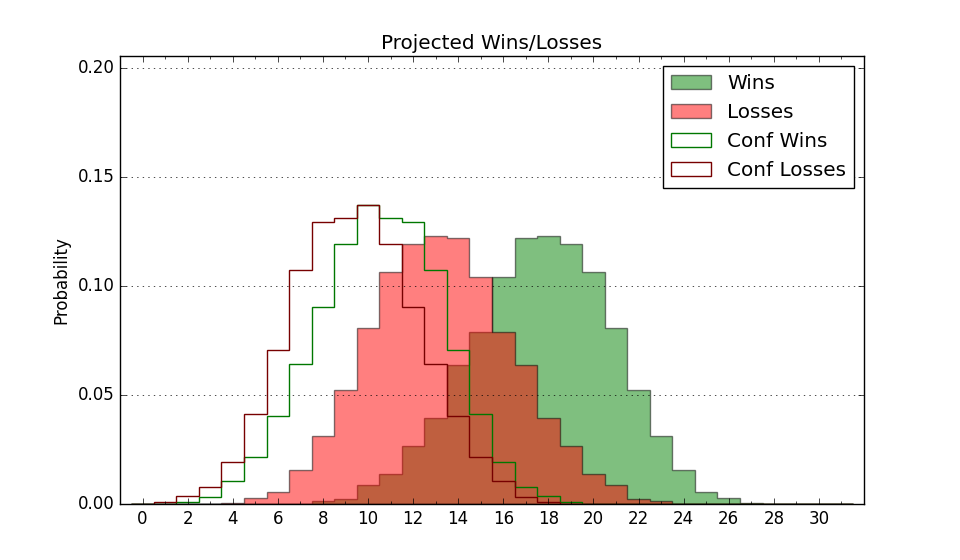 Projected Wins/Losses
Wins
Losses
Conf Wins
Conf Losses
Probability
0.20
0.15
0.10
0.05
0.00
0 2 4 6 8 10 12 14 16 18 20 22 24 26 28 30